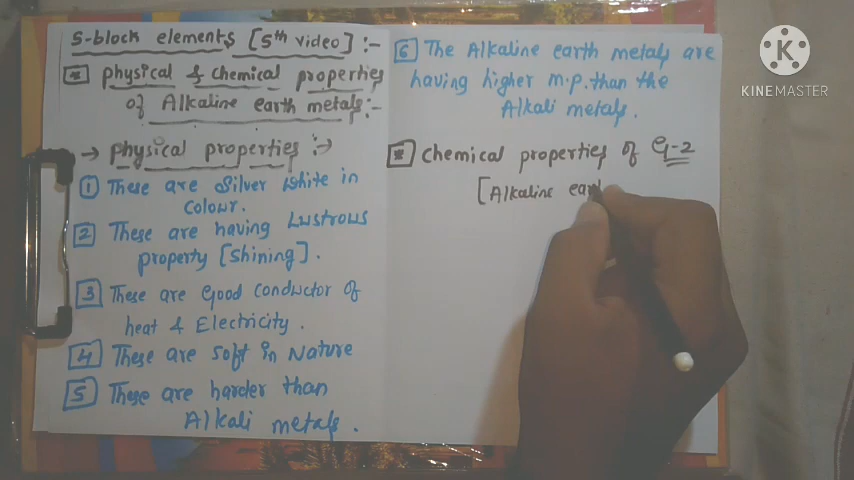 S-block elements [5th video] :-
[*] physical & chemical properties
of Alkaline earth metals:-
→ physical properties :→
1 These are Silver white in
colour.
2 These are having Lustrous
property [shining].
3 These are Good conductor of
heat & Electricity.
4 These are soft in Nature
5 These are harder than
Alkali metals.
6 The Alkaline earth metals are
having higher m.p. than the
Alkali metals.
[*] Chemical properties of G-2
[Alkaline ear
K
KINEMASTER